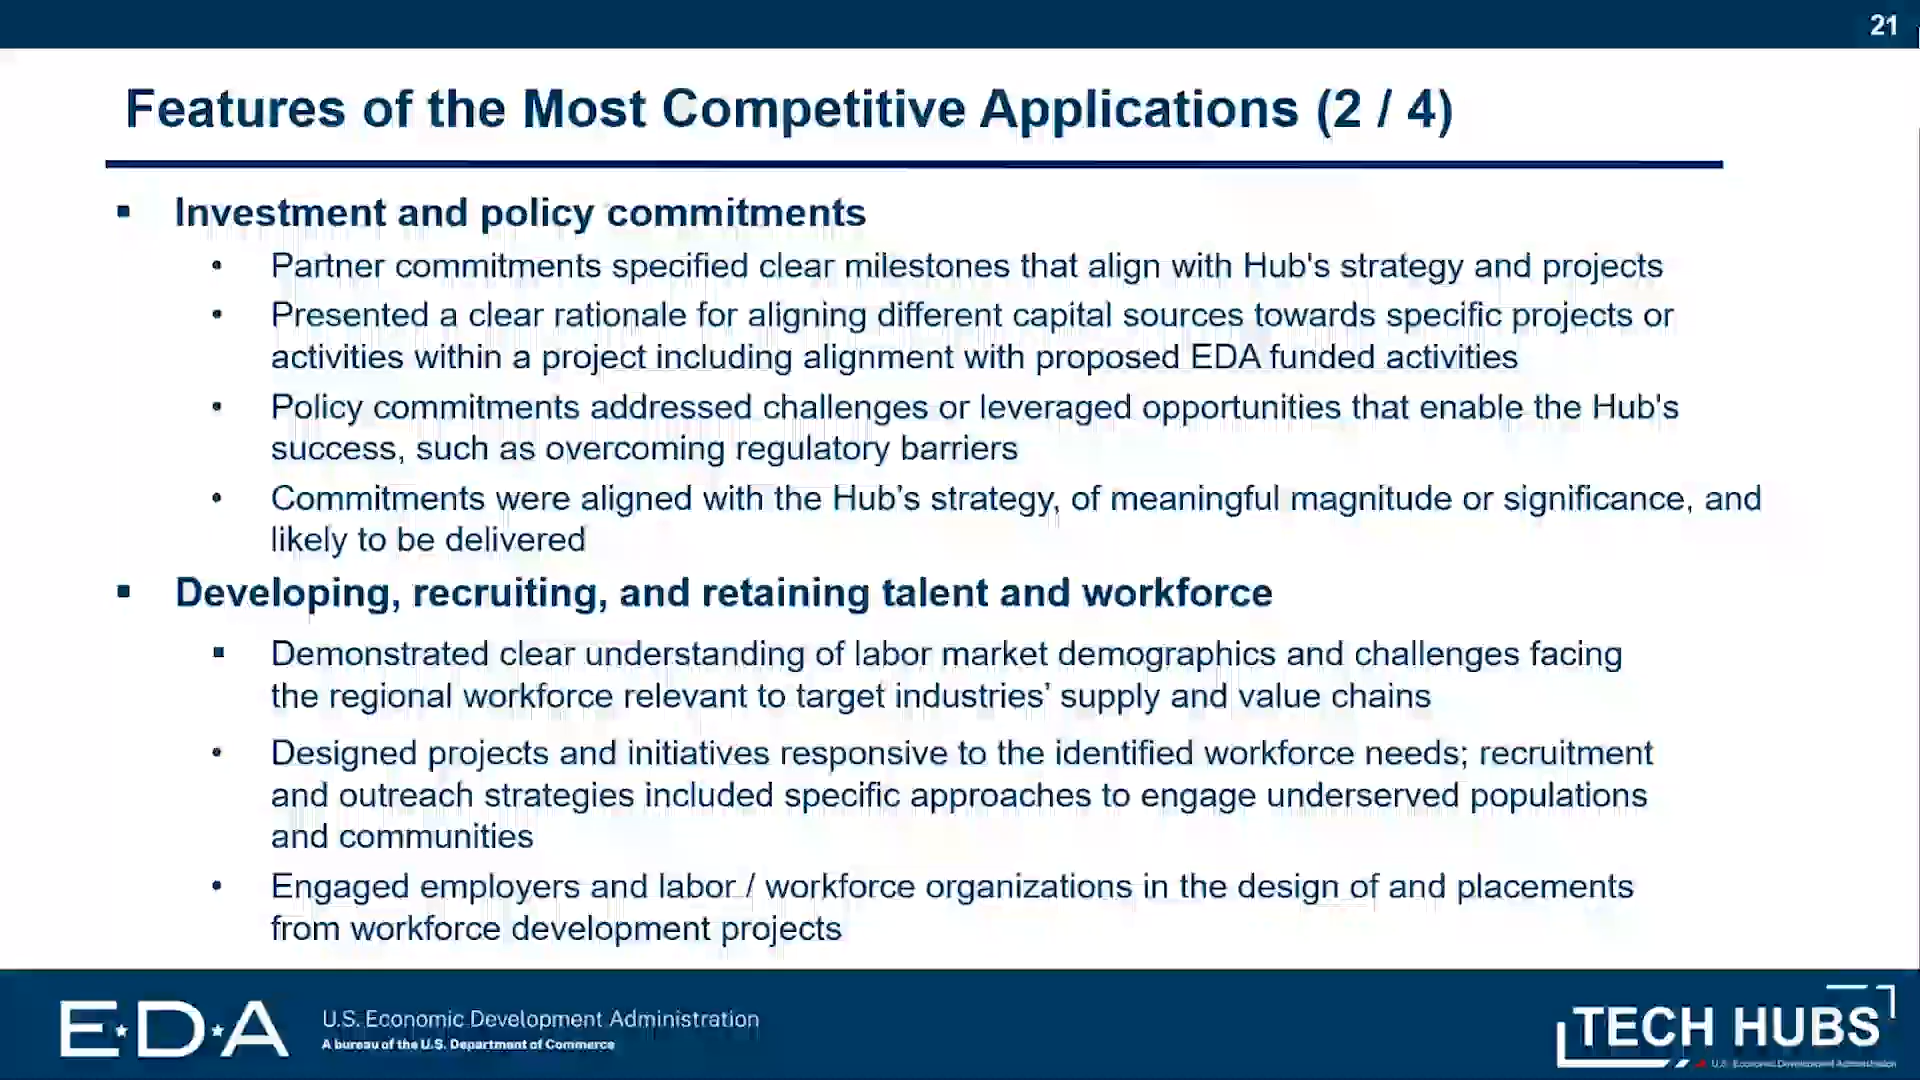 21
Features of the Most Competitive Applications (2 / 4)
▪ Investment and policy commitments
• Partner commitments specified clear milestones that align with Hub's strategy and projects
• Presented a clear rationale for aligning different capital sources towards specific projects or
activities within a project including alignment with proposed EDA funded activities
• Policy commitments addressed challenges or leveraged opportunities that enable the Hub's
success, such as overcoming regulatory barriers
• Commitments were aligned with the Hub’s strategy, of meaningful magnitude or significance, and
likely to be delivered
▪ Developing, recruiting, and retaining talent and workforce
▪ Demonstrated clear understanding of labor market demographics and challenges facing
the regional workforce relevant to target industries’ supply and value chains
• Designed projects and initiatives responsive to the identified workforce needs; recruitment
and outreach strategies included specific approaches to engage underserved populations
and communities
• Engaged employers and labor / workforce organizations in the design of and placements
from workforce development projects
E★D★A
U.S. Economic Development Administration
A bureau of the U.S. Department of Commerce
TECH HUBS
U.S. Economic Development Administration